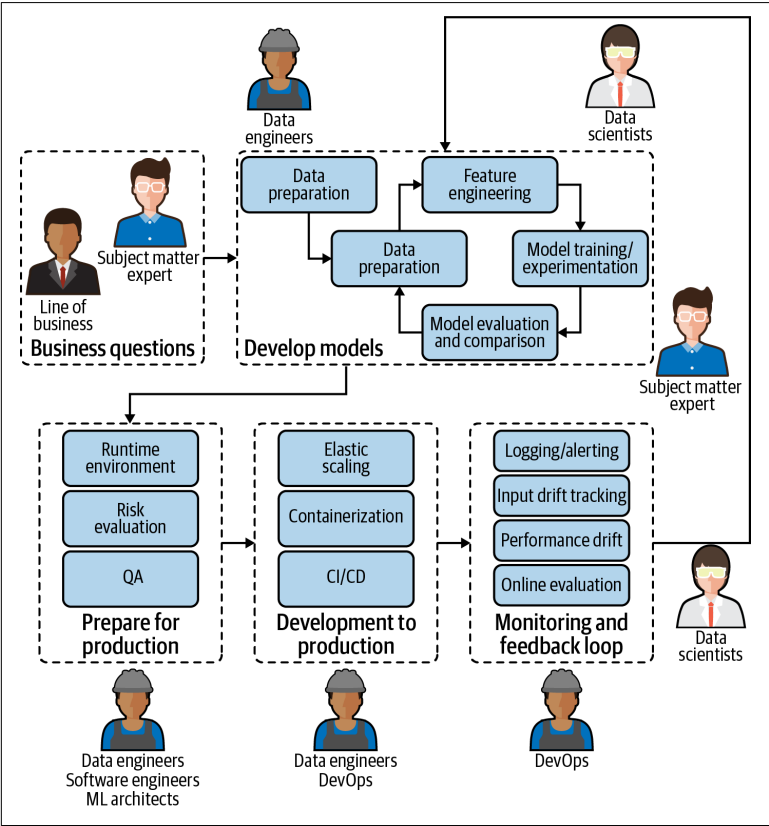 Data
engineers
Data
scientists
Subject matter
expert
Line of
business
Business questions
Data
preparation
Feature
engineering
Data
preparation
Model training/
experimentation
Model evaluation
and comparison
Develop models
Subject matter
expert
Runtime
environment
Risk
evaluation
QA
Prepare for
production
Elastic
scaling
Containerization
CI/CD
Development to
production
Logging/alerting
Input drift tracking
Performance drift
Online evaluation
Monitoring and
feedback loop
Data
scientists
Data engineers
Software engineers
ML architects
Data engineers
DevOps
DevOps